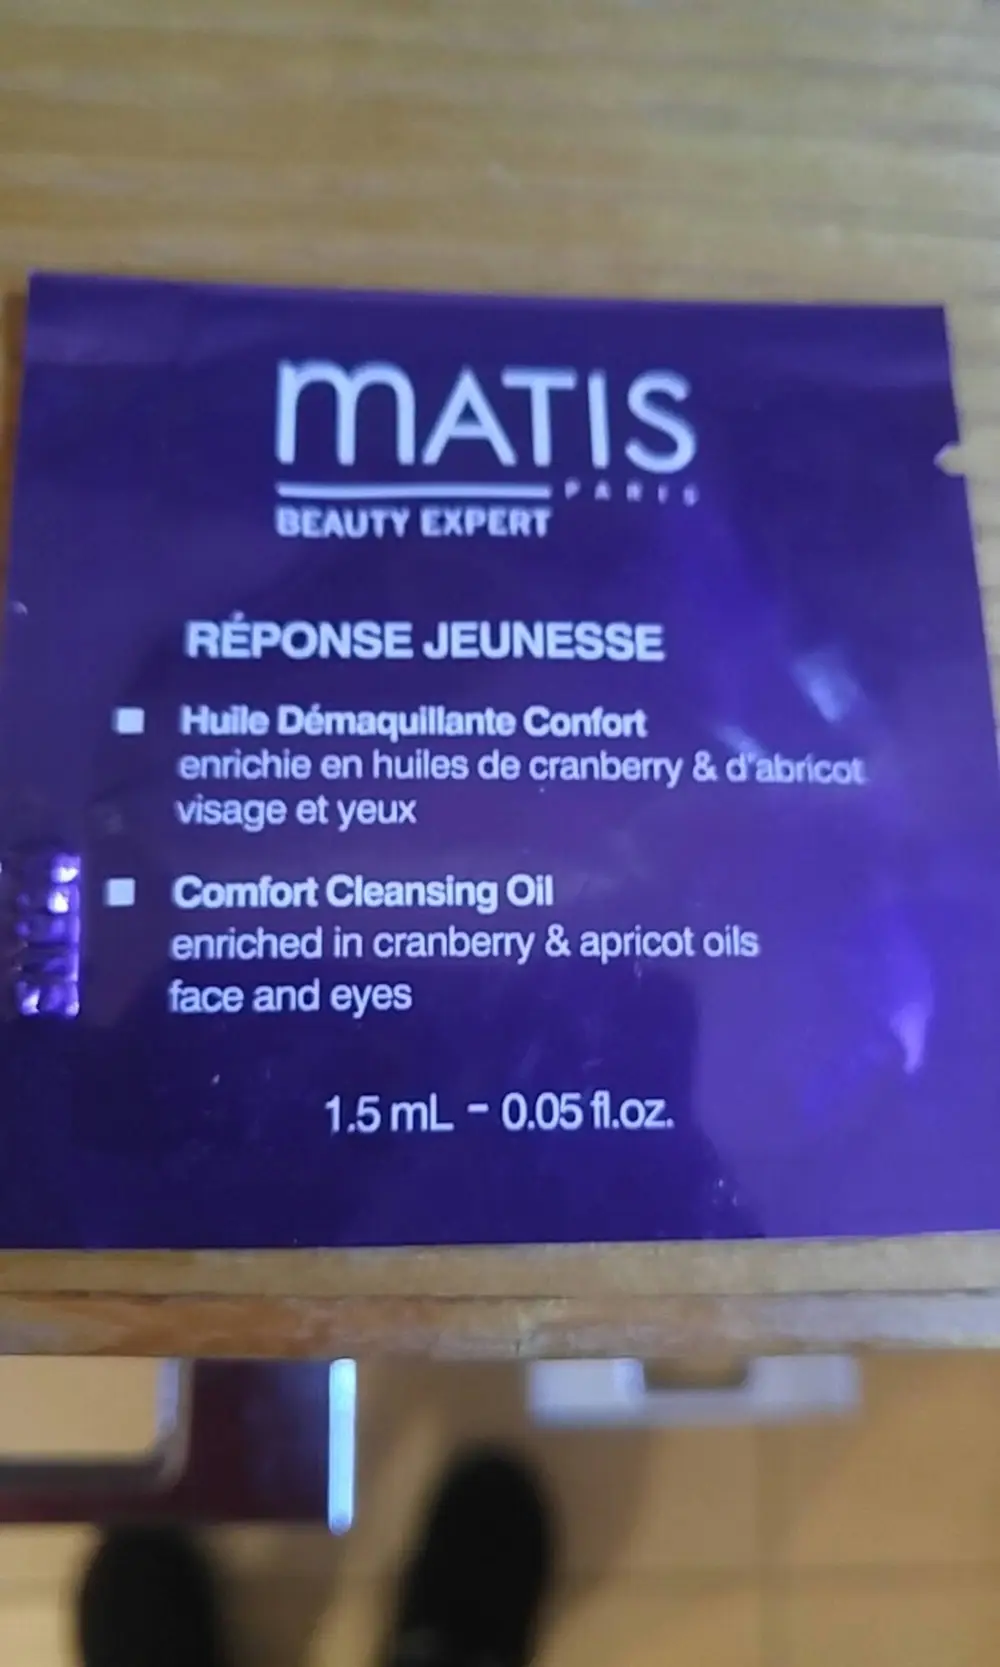 mATIS
PARIS
BEAUTY EXPERT
RÉPONSE JEUNESSE
Huile Démaquillante Confort
enrichie en huiles de cranberry & d'abricot
visage et yeux
Comfort Cleansing Oil
enriched in cranberry & apricot oils
face and eyes
1.5 mL - 0.05 fl.oz.